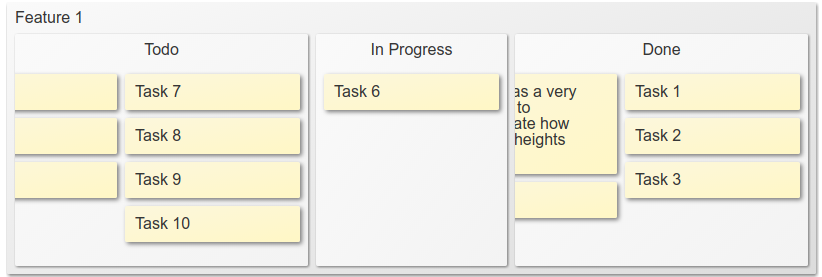 Feature 1
Todo
Task 7
Task 8
Task 9
Task 10
In Progress
Task 6
Done
as a very
to
ate how
heights
Task 1
Task 2
Task 3